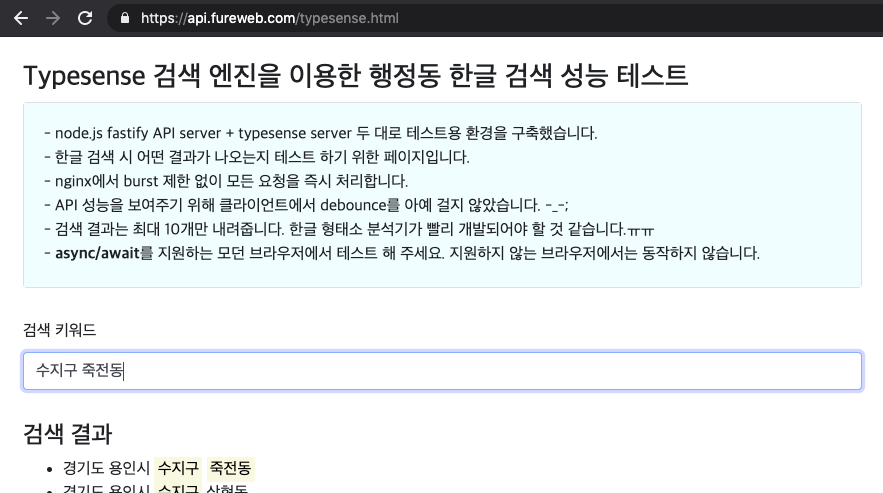 https://api.fureweb.com/typesense.html
Typesense 검색 엔진을 이용한 행정동 한글 검색 성능 테스트
- node.js fastify API server + typesense server 두 대로 테스트용 환경을 구축했습니다.
- 한글 검색 시 어떤 결과가 나오는지 테스트 하기 위한 페이지입니다.
- nginx에서 burst 제한 없이 모든 요청을 즉시 처리합니다.
- API 성능을 보여주기 위해 클라이언트에서 debounce를 아예 걸지 않았습니다. -_-;
- 검색 결과는 최대 10개만 내려줍니다. 한글 형태소 분석기가 빨리 개발되어야 할 것 같습니다.ㅠㅠ
- async/await를 지원하는 모던 브라우저에서 테스트 해 주세요. 지원하지 않는 브라우저에서는 동작하지 않습니다.
검색 키워드
수지구 죽전동
검색 결과
• 경기도 용인시 수지구 죽전동
• 경기도 용인시 수지구 상현동